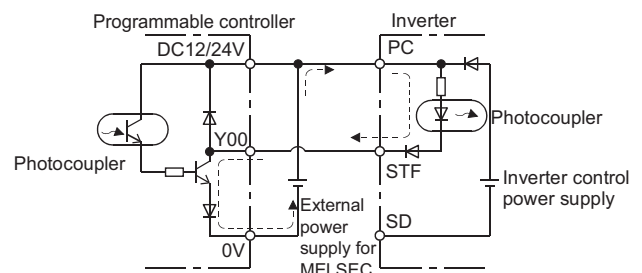 Programmable controller
Inverter
DC12/24V
PC
Photocoupler
Y00
Photocoupler
STF
External
power
supply for
MELSEC
Inverter control
power supply
SD
0V